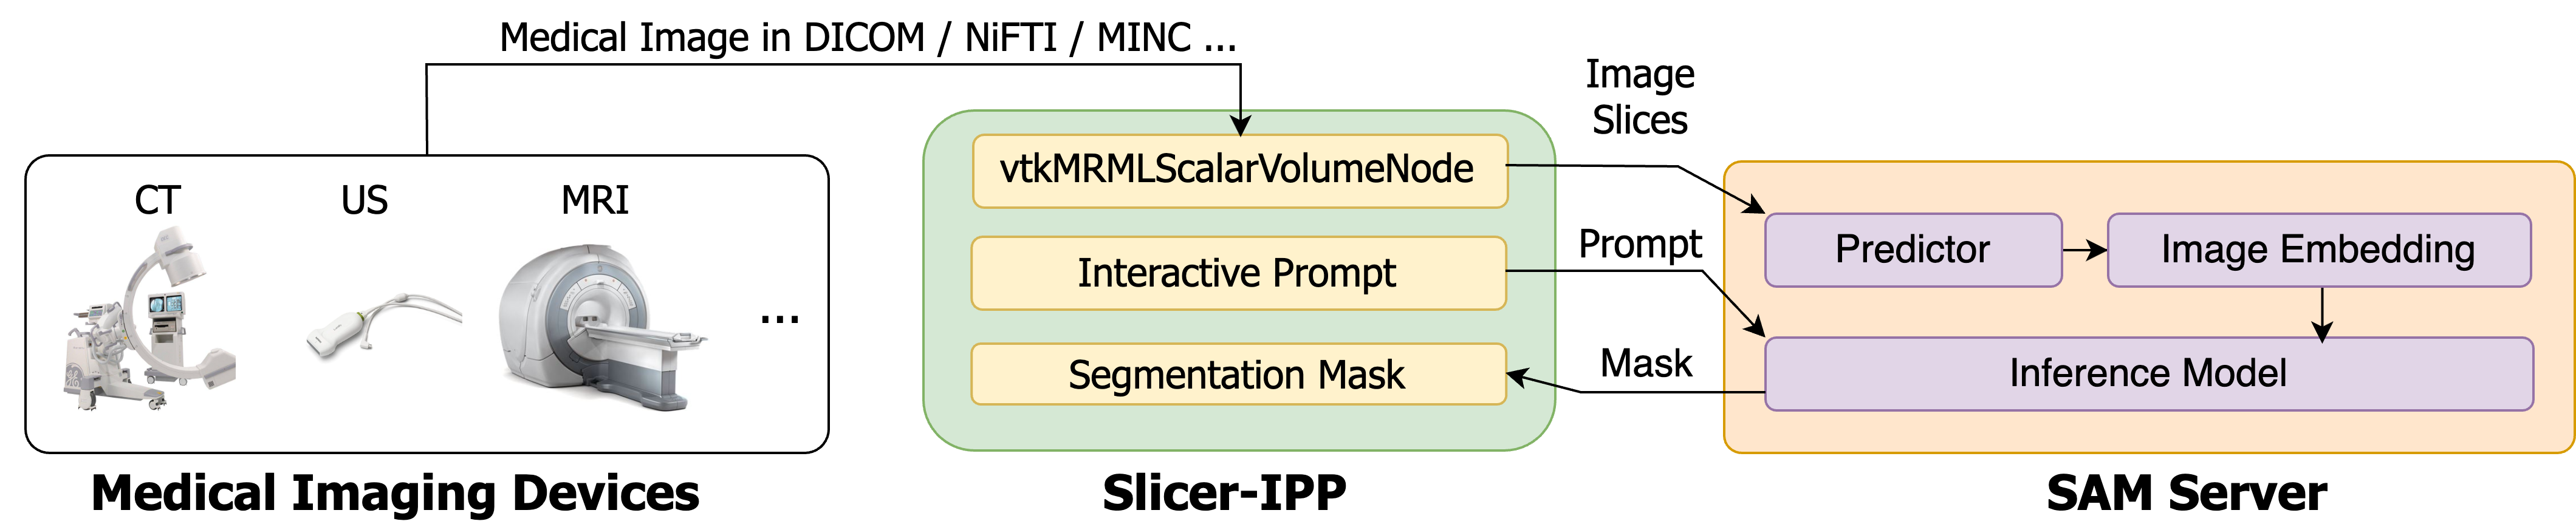 Medical Image in DICOM / NiFTI / MINC ...
CT
US
MRI
...
Medical Imaging Devices
vtkMRMLScalarVolumeNode
Interactive Prompt
Segmentation Mask
Slicer-IPP
Image
Slices
Prompt
Mask
Predictor
Image Embedding
Inference Model
SAM Server